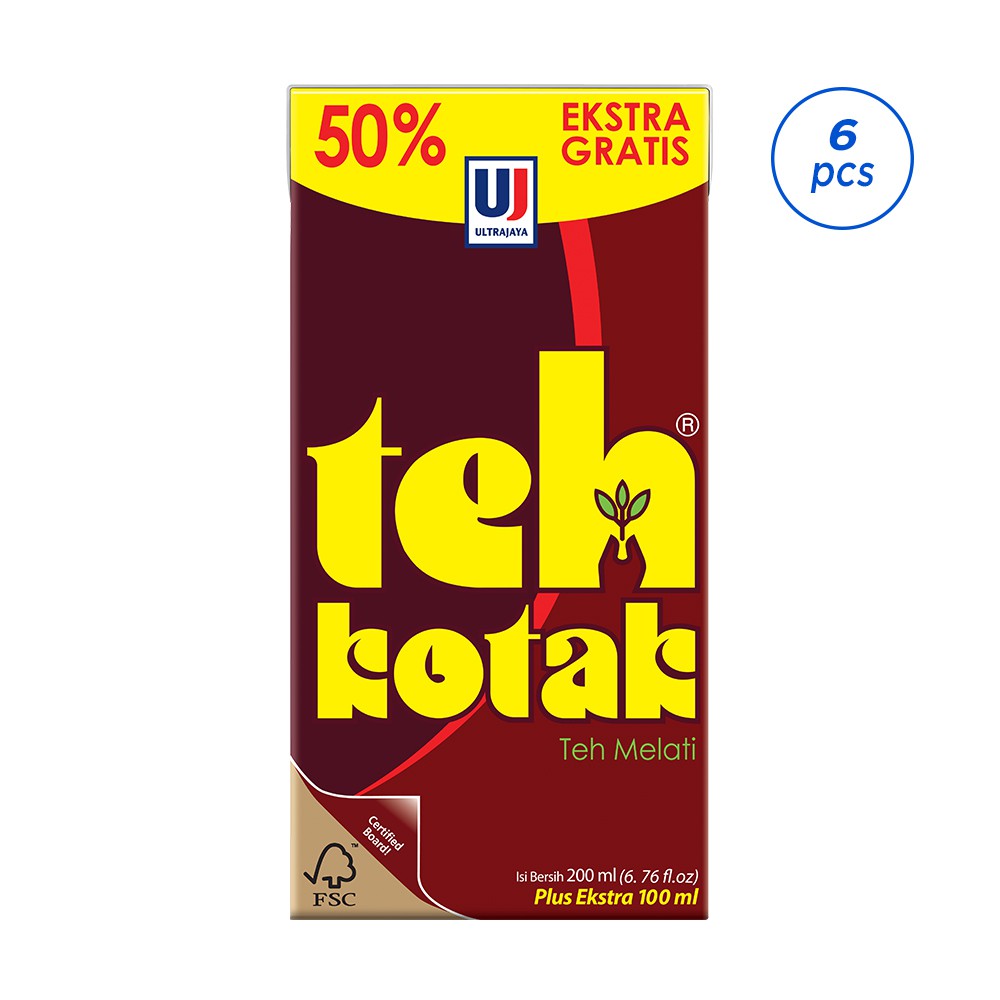 50%
EKSTRA
GRATIS
UJ
ULTRAJAYA
6
pcs
teh
®
kotak
Teh Melati
Certified
Board!
™
FSC
Isi Bersih 200 ml (6. 76 fl.oz)
Plus Ekstra 100 ml